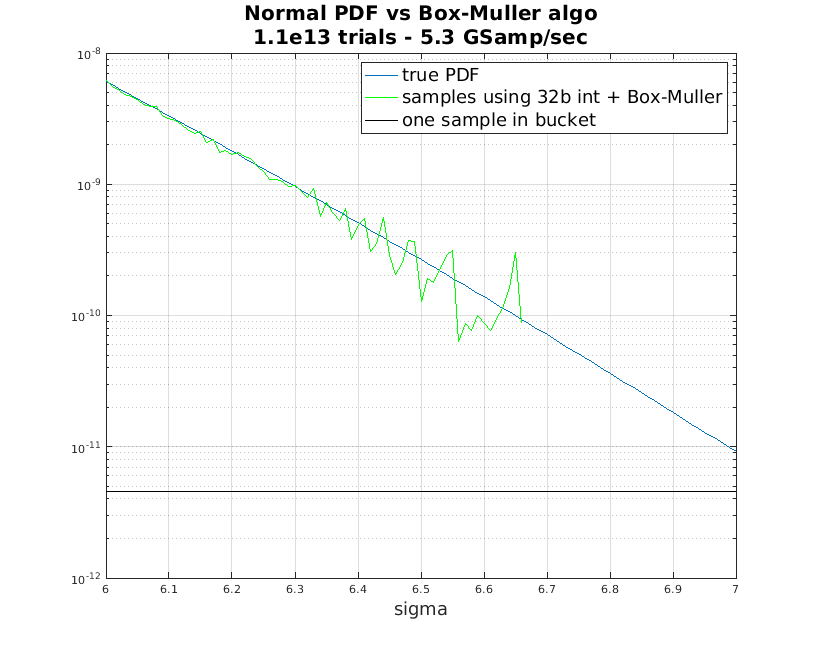 Normal PDF vs Box-Muller algo
1.1e13 trials - 5.3 GSamp/sec
true PDF
samples using 32b int + Box-Muller
one sample in bucket
10-8
10-9
10-10
10-11
10-12
6 6.1 6.2 6.3 6.4 6.5 6.6 6.7 6.8 6.9 7
sigma